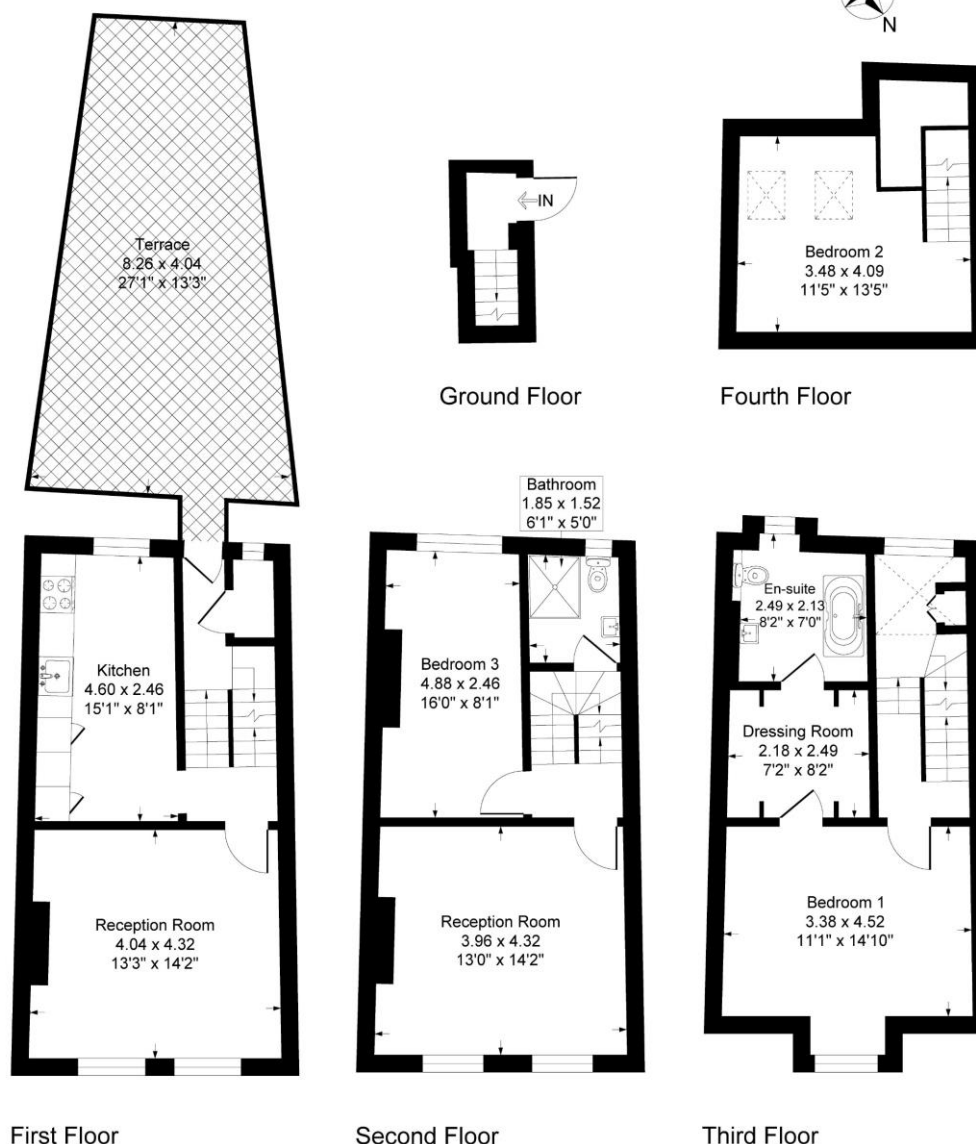 N
Terrace
8.26 x 4.04
27'1" x 13'3"
IN
Ground Floor
Bedroom 2
3.48 x 4.09
11'5" x 13'5"
Fourth Floor
Kitchen
4.60 x 2.46
15'1" x 8'1"
Reception Room
4.04 x 4.32
13'3" x 14'2"
First Floor
Bathroom
1.85 x 1.52
6'1" x 5'0"
Bedroom 3
4.88 x 2.46
16'0" x 8'1"
Reception Room
3.96 x 4.32
13'0" x 14'2"
Second Floor
En-suite
2.49 x 2.13
8'2" x 7'0"
Dressing Room
2.18 x 2.49
7'2" x 8'2"
Bedroom 1
3.38 x 4.52
11'1" x 14'10"
Third Floor